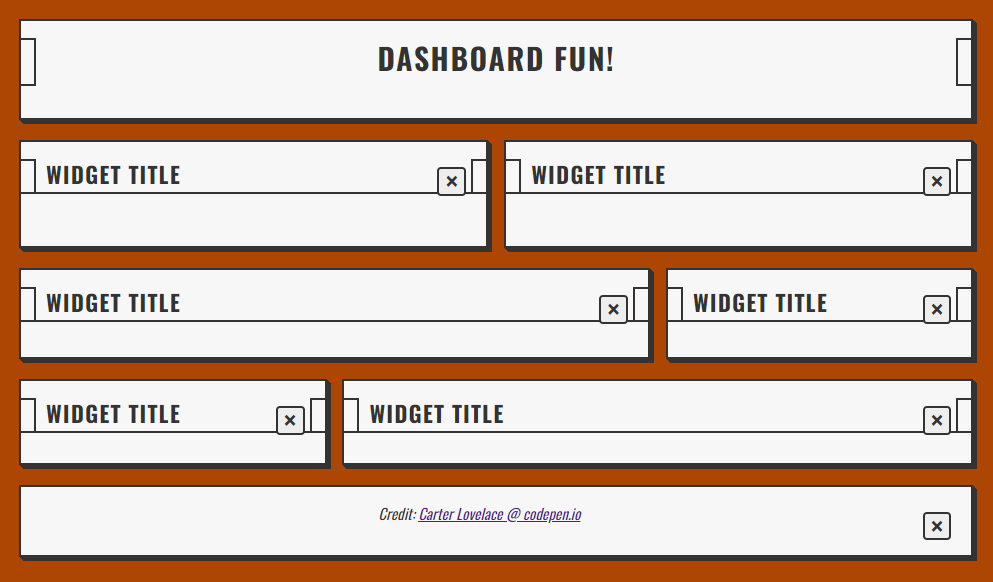 DASHBOARD FUN!
WIDGET TITLE ×
WIDGET TITLE ×
WIDGET TITLE ×
WIDGET TITLE ×
WIDGET TITLE ×
WIDGET TITLE ×
Credit: Carter Lovelace @ codepen.io
×